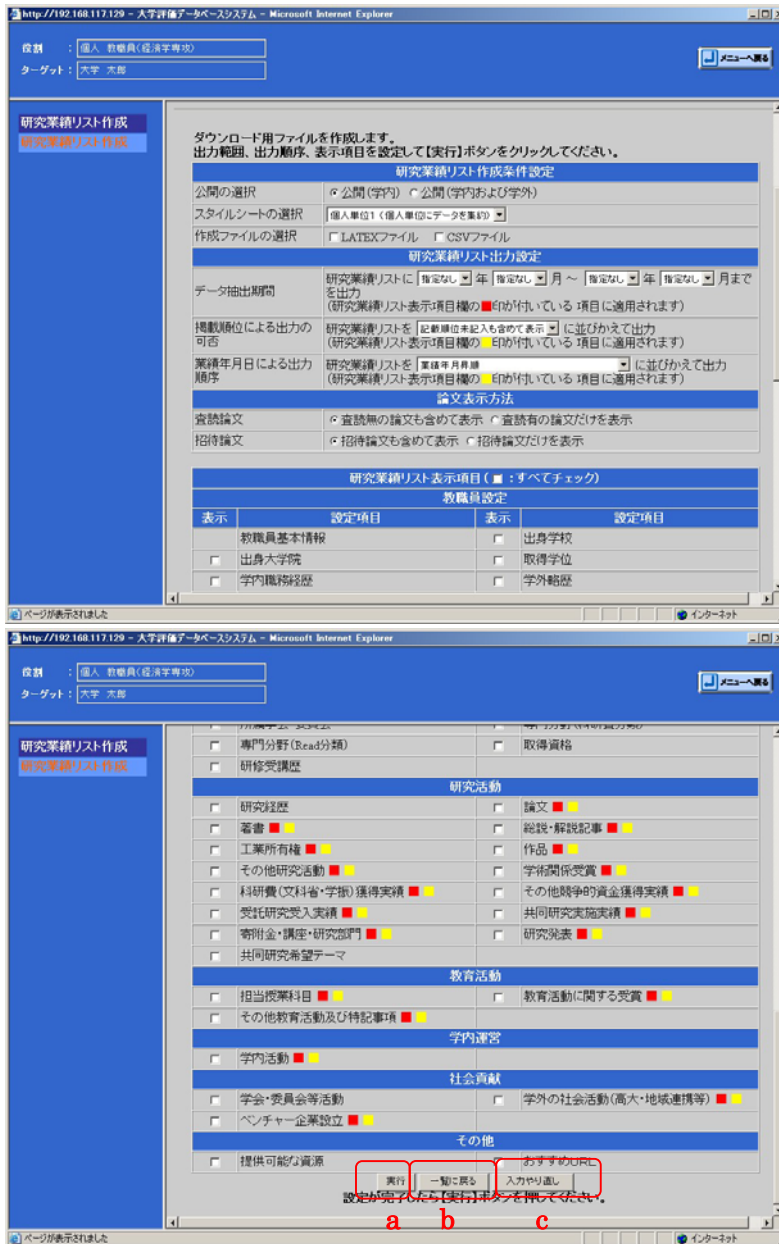 http://192.168.117.129 - 大学評価データベースシステム - Microsoft Internet Explorer
役割 : 個人 教職員(経済学専攻)
ターゲット : 大学 太郎
メニューへ戻る
研究業績リスト作成
研究業績リスト作成
ダウンロード用ファイルを作成します。
出力範囲、出力順序、表示項目を設定して【実行】ボタンをクリックしてください。
研究業績リスト作成条件設定
公開の選択 公開(学内) 公開(学内および学外)
スタイルシートの選択 個人単位1 (個人単位にデータを集約)
作成ファイルの選択 LATEXファイル CSVファイル
研究業績リスト出力設定
データ抽出期間 研究業績リストに 指定なし 年 指定なし 月 ～ 指定なし 年 指定なし 月まで
を出力
(研究業績リスト表示項目欄の■印が付いている 項目に適用されます)
掲載順位による出力の
可否
研究業績リストを 記載順位未記入も含めて表示 に並びかえて出力
(研究業績リスト表示項目欄の■印が付いている 項目に適用されます)
業績年月日による出力
順序
研究業績リストを 業績年月昇順 に並びかえて出力
(研究業績リスト表示項目欄の■印が付いている 項目に適用されます)
論文表示方法
査読論文 査読無の論文も含めて表示 査読有の論文だけを表示
招待論文 招待論文も含めて表示 招待論文だけを表示
研究業績リスト表示項目(■:すべてチェック)
教職員設定
表示 設定項目 表示 設定項目
教職員基本情報 出身学校
出身大学院 取得学位
学内職務経歴 学外略歴
ページが表示されました インターネット
http://192.168.117.129 - 大学評価データベースシステム - Microsoft Internet Explorer
役割 : 個人 教職員(経済学専攻)
ターゲット : 大学 太郎
メニューへ戻る
研究業績リスト作成
研究業績リスト作成
専門分野(Read分類) 取得資格
研修受講歴
研究活動
研究経歴 論文■■
著書■■ 総説・解説記事■■
工業所有権■■ 作品■■
その他研究活動■■ 学術関係受賞■■
科研費(文科省・学振)獲得実績■■ その他競争的資金獲得実績■■
受託研究受入実績■■ 共同研究実施実績■■
寄附金・講座・研究部門■■ 研究発表■■
共同研究希望テーマ
教育活動
担当授業科目■■ 教育活動に関する受賞■■
その他教育活動及び特記事項■■
学内運営
学内活動■■
社会貢献
学会・委員会等活動 学外の社会活動(高大・地域連携等)■■
ベンチャー企業設立■■
その他
提供可能な資源 おすすめURL
実行 一覧に戻る 入力やり直し
設定が完了したら【実行】ボタンを押してください。
a b c
ページが表示されました インターネット